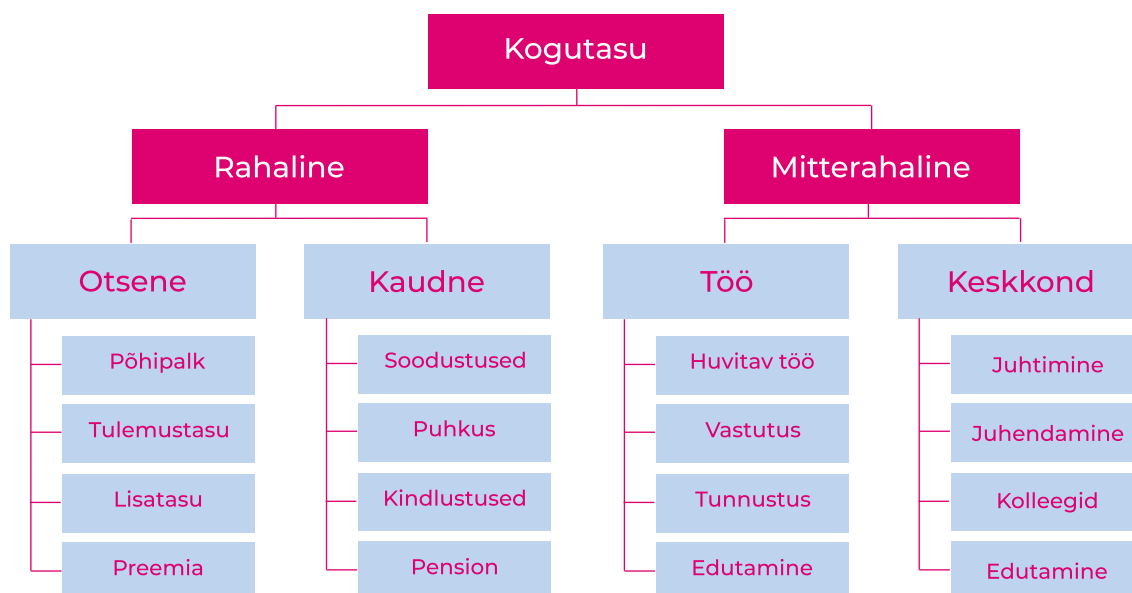 Kogutasu
Rahaline
Mitterahaline
Otsene
Kaudne
Töö
Keskkond
Põhipalk
Tulemustasu
Lisatasu
Preemia
Soodustused
Puhkus
Kindlustused
Pension
Huvitav töö
Vastutus
Tunnustus
Edutamine
Juhtimine
Juhendamine
Kolleegid
Edutamine